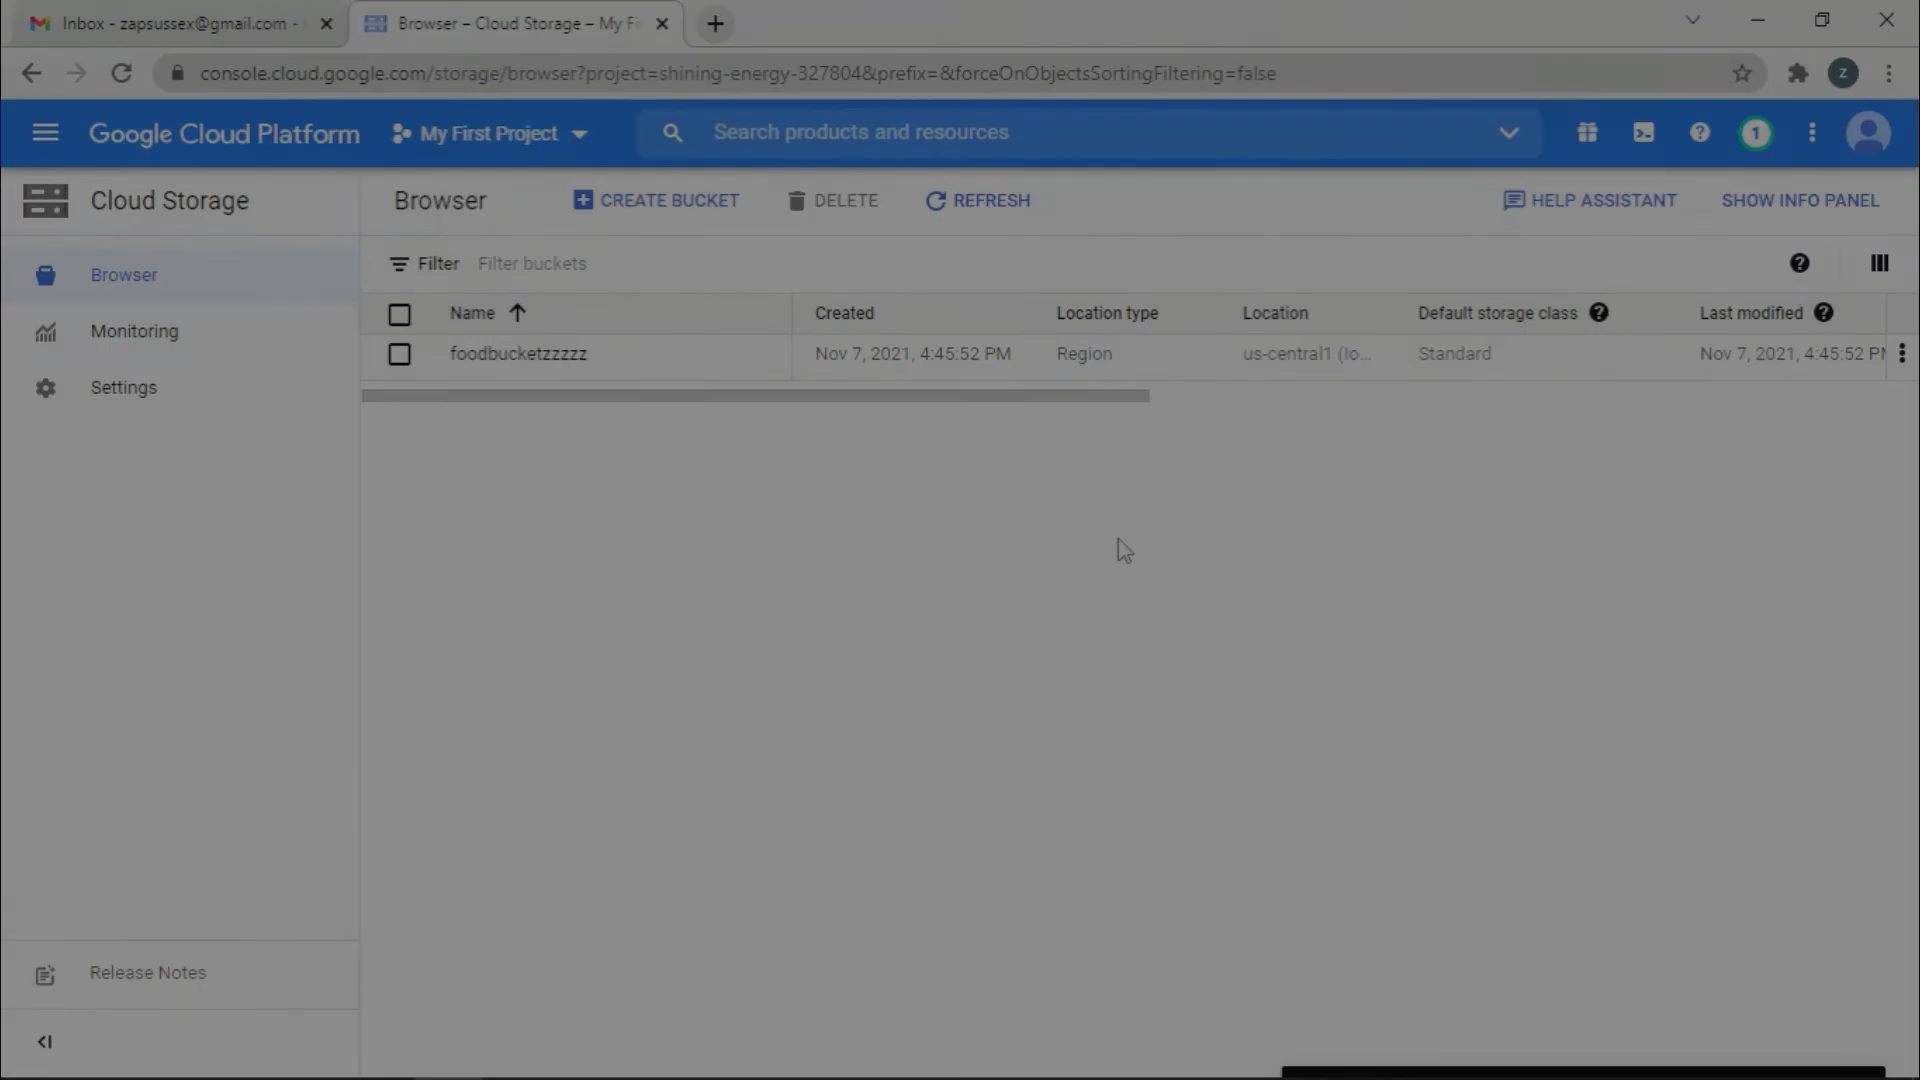 Inbox - zapsussex@gmail.com -
Browser – Cloud Storage – My Fi
console.cloud.google.com/storage/browser?project=shining-energy-327804&prefix=&forceOnObjectsSortingFiltering=false
Z
Google Cloud Platform
My First Project
Search products and resources
1
Cloud Storage
Browser
CREATE BUCKET
DELETE
REFRESH
HELP ASSISTANT
SHOW INFO PANEL
Browser
Monitoring
Settings
Filter Filter buckets
Name Created Location type Location Default storage class Last modified
foodbucketzzzzz Nov 7, 2021, 4:45:52 PM Region us-central1 (Io... Standard Nov 7, 2021, 4:45:52 PM
Release Notes